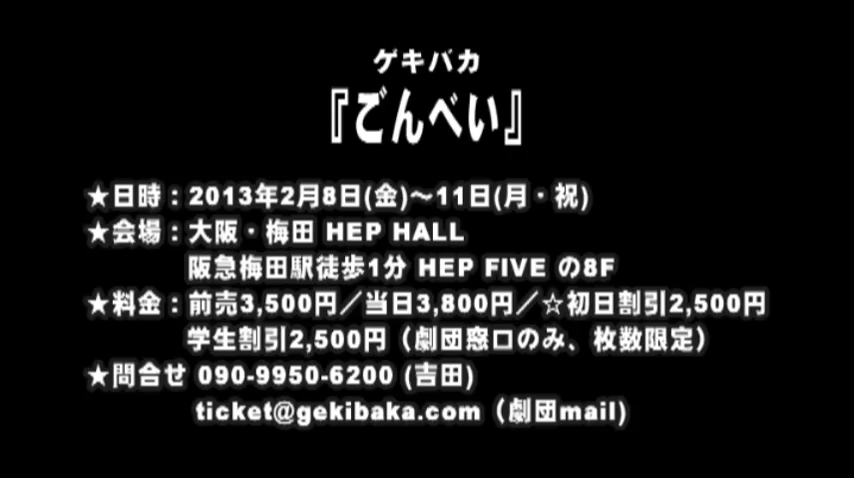 ゲキバカ
『ごんべい』
★日時：2013年2月8日(金)～11日(月・祝)
★会場：大阪・梅田 HEP HALL
阪急梅田駅徒歩1分 HEP FIVE の8F
★料金：前売3,500円／当日3,800円／☆初日割引2,500円
学生割引2,500円（劇団窓口のみ、枚数限定）
★問合せ 090-9950-6200 (吉田)
ticket@gekibaka.com（劇団mail)